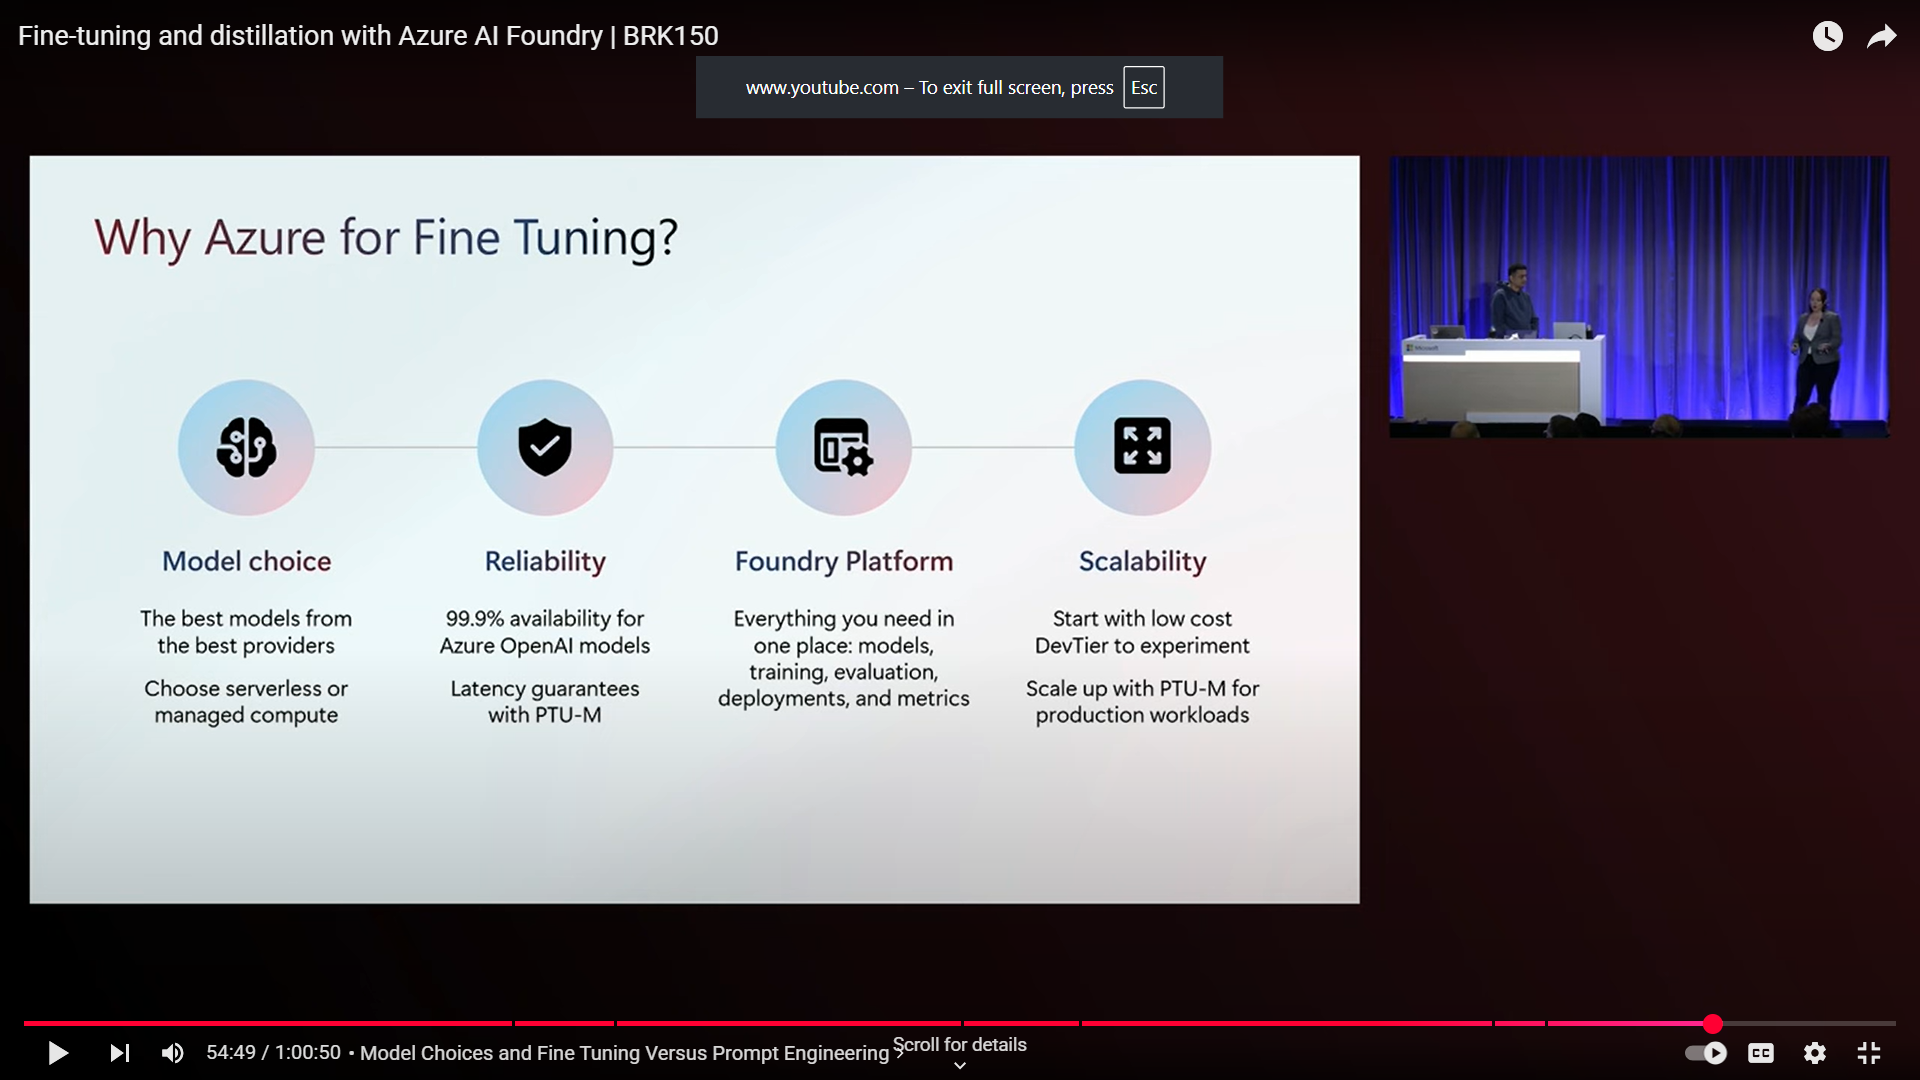 Fine-tuning and distillation with Azure AI Foundry | BRK150
www.youtube.com – To exit full screen, press Esc
Why Azure for Fine Tuning?
Model choice
The best models from
the best providers
Choose serverless or
managed compute
Reliability
99.9% availability for
Azure OpenAI models
Latency guarantees
with PTU-M
Foundry Platform
Everything you need in
one place: models,
training, evaluation,
deployments, and metrics
Scalability
Start with low cost
DevTier to experiment
Scale up with PTU-M for
production workloads
Microsoft
54:49 / 1:00:50 • Model Choices and Fine Tuning Versus Prompt Engineering
Scroll for details
CC